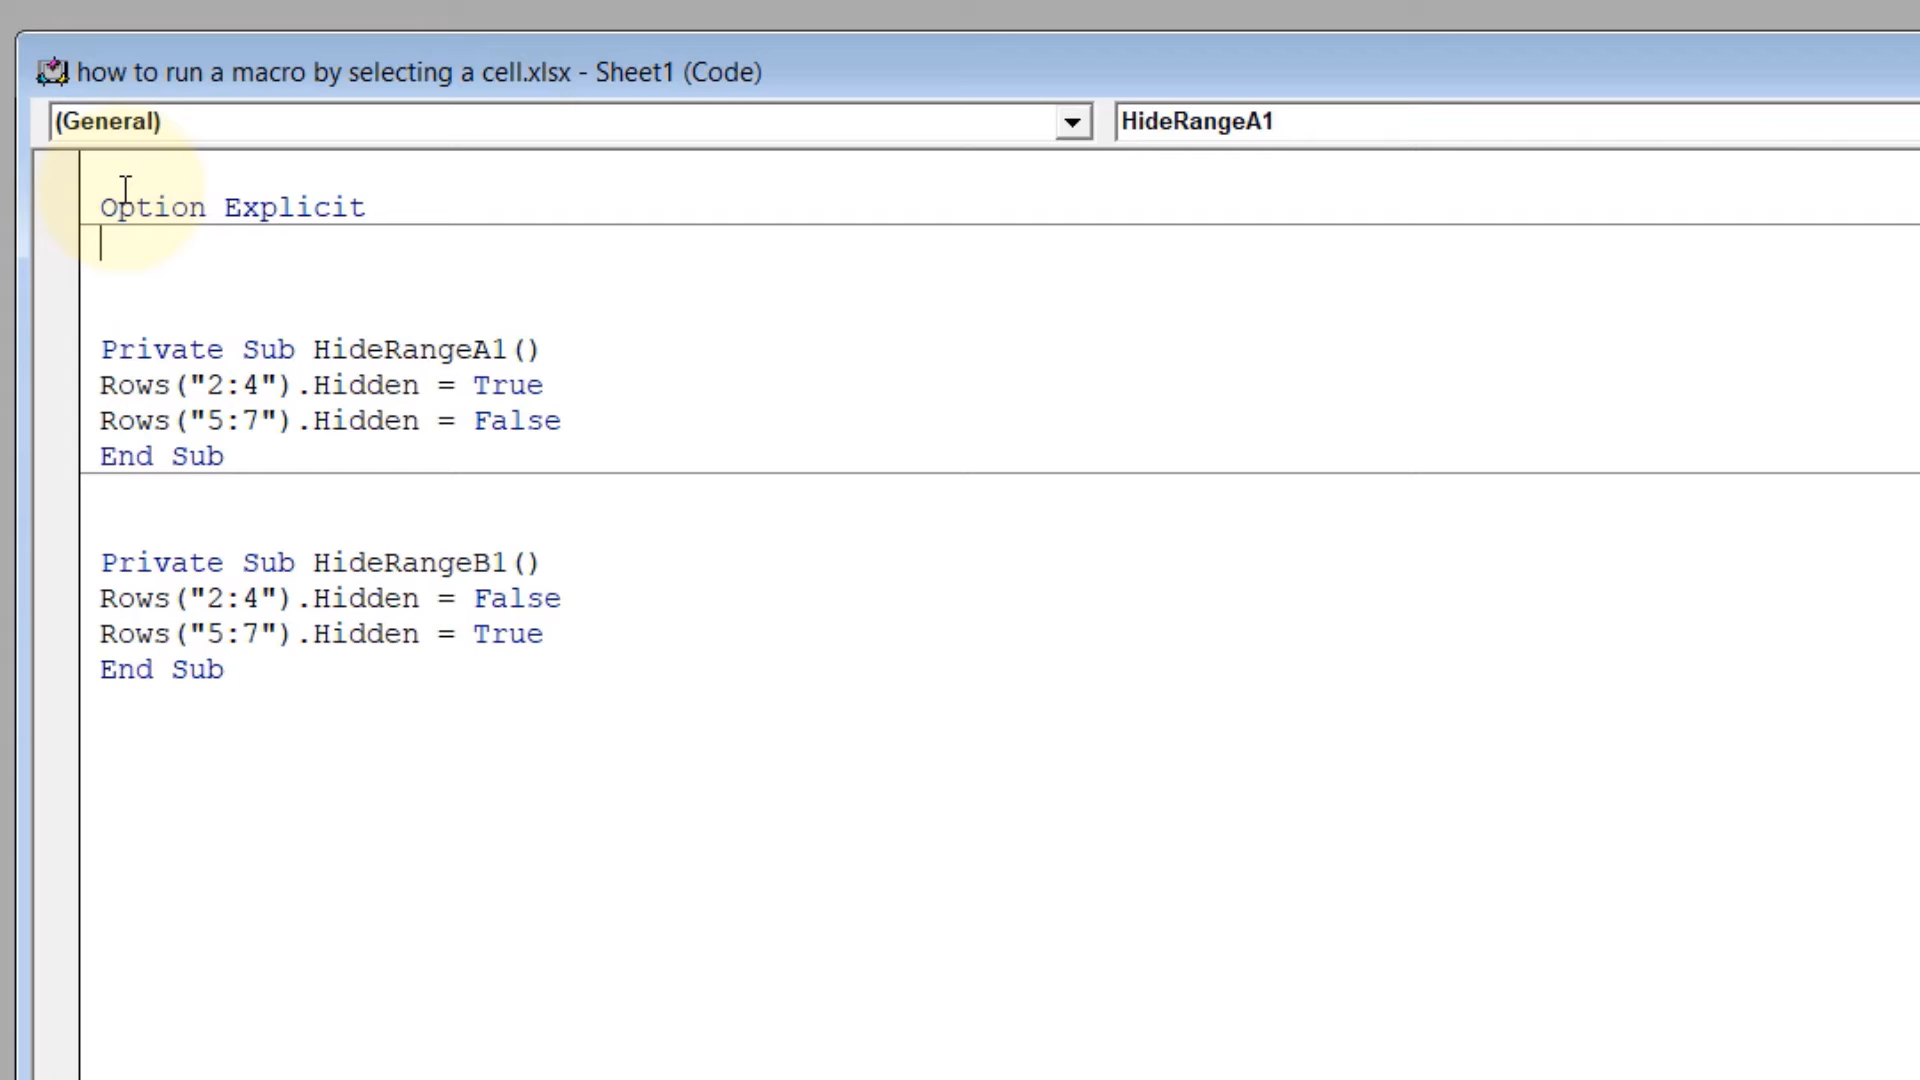 how to run a macro by selecting a cell.xlsx - Sheet1 (Code)
(General)
HideRangeA1
Option Explicit
Private Sub HideRangeA1()
Rows("2:4").Hidden = True
Rows("5:7").Hidden = False
End Sub
Private Sub HideRangeB1()
Rows("2:4").Hidden = False
Rows("5:7").Hidden = True
End Sub